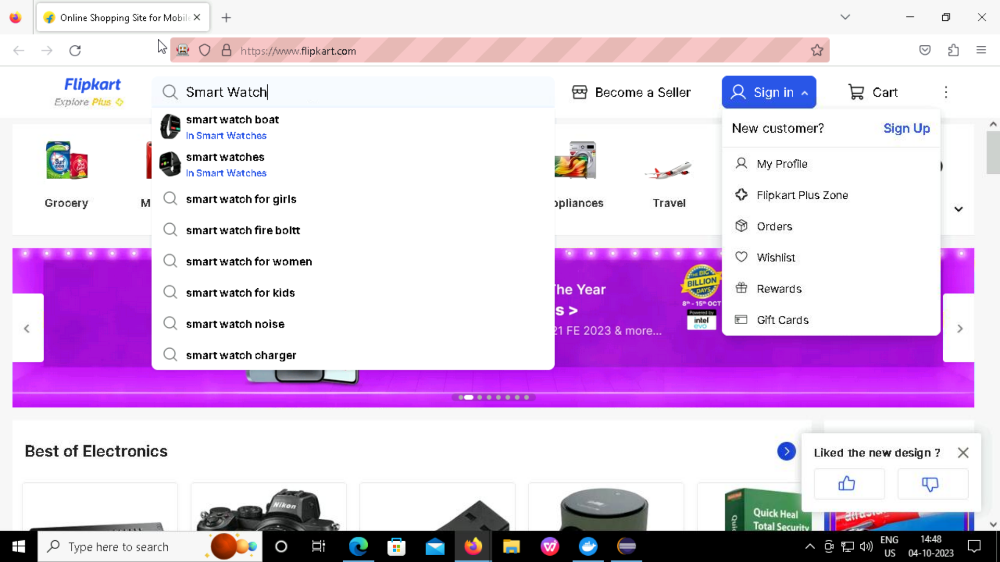 Online Shopping Site for Mobile
https://www.flipkart.com
Flipkart
Explore Plus
Smart Watch
Become a Seller
Sign in
Cart
smart watch boat
In Smart Watches
smart watches
In Smart Watches
smart watch for girls
smart watch fire boltt
smart watch for women
smart watch for kids
smart watch noise
smart watch charger
New customer?
Sign Up
My Profile
Flipkart Plus Zone
Orders
Wishlist
Rewards
Gift Cards
Surf excel
Grocery
M
ppliances
Travel
The Year
s >
21 FE 2023 & more...
THE BIG
BILLION
DAYS
8th - 15th OCT
Powered by
intel
evo
Best of Electronics
Liked the new design ?
Nikon
Quick Heal
Total Security
Type here to search
ENG
US
14:48
04-10-2023